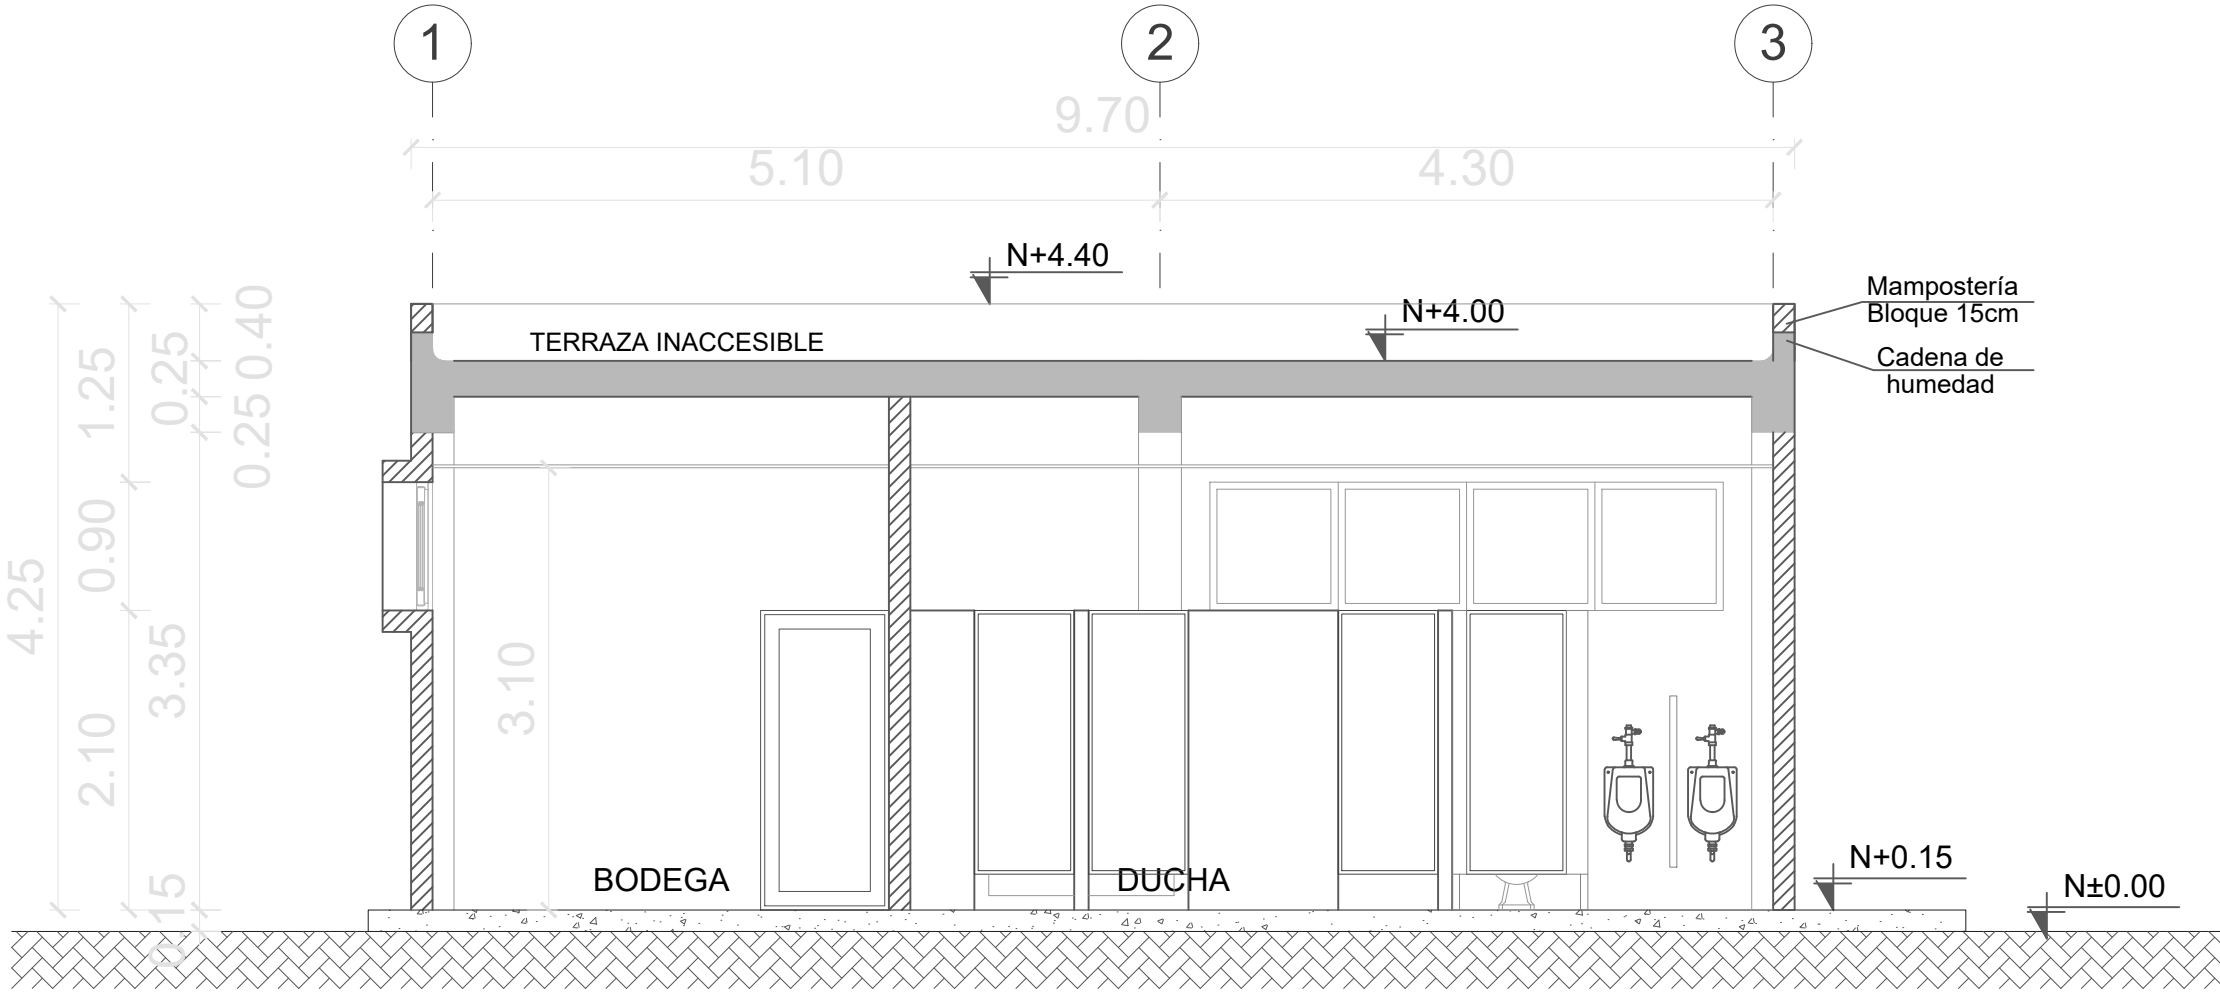 1
2
3
9.70
5.10
4.30
N+4.40
N+4.00
TERRAZA INACCESIBLE
Mampostería
Bloque 15cm
Cadena de
humedad
0.40
0.25
0.25
1.25
0.90
4.25
3.35
3.10
2.10
0.15
BODEGA
DUCHA
N+0.15
N±0.00